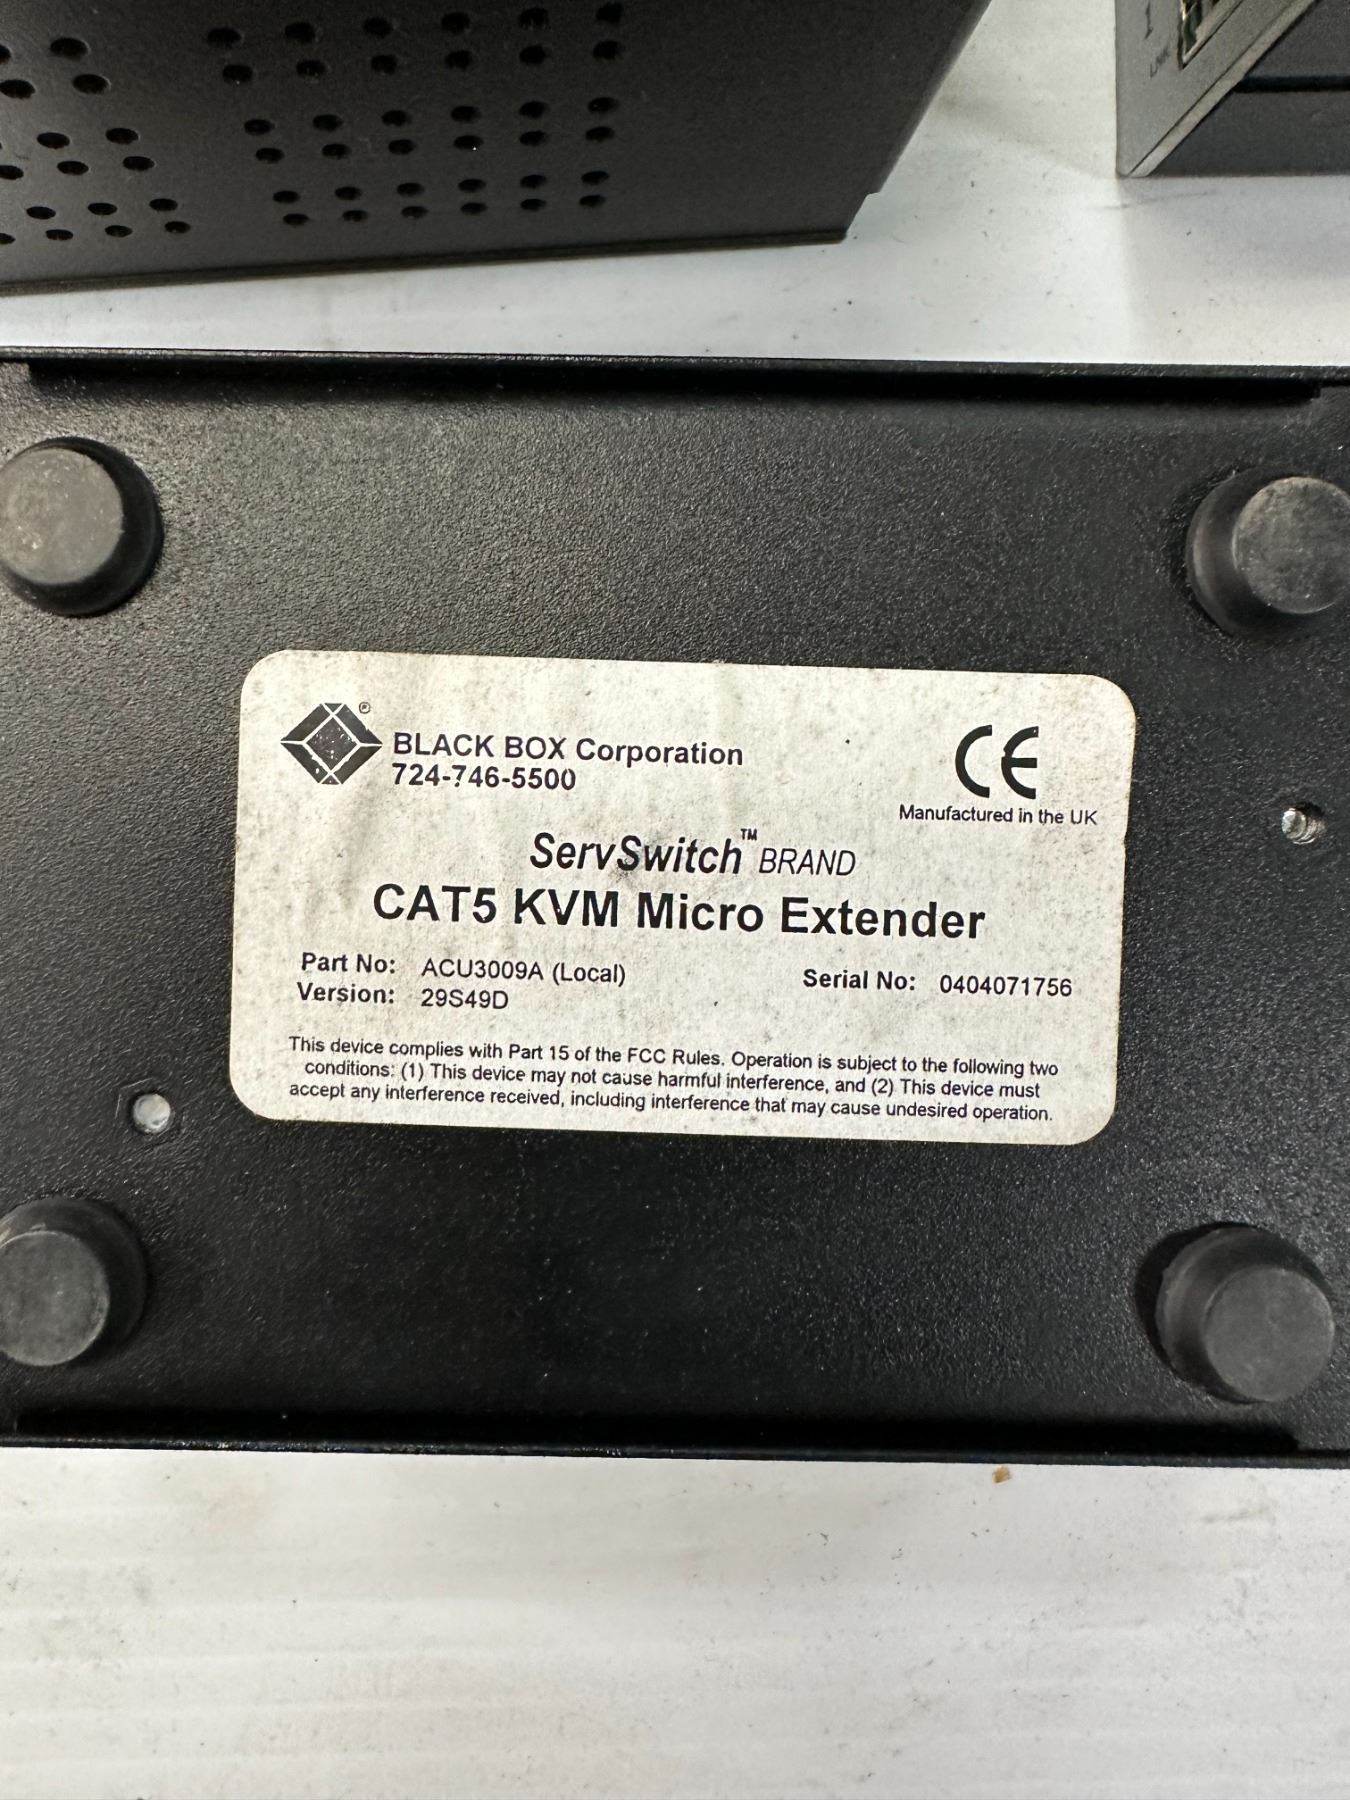 1
LINK
®
BLACK BOX Corporation
724-746-5500
CE
Manufactured in the UK
ServSwitch™ BRAND
CAT5 KVM Micro Extender
Part No: ACU3009A (Local)
Serial No: 0404071756
Version: 29S49D
This device complies with Part 15 of the FCC Rules. Operation is subject to the following two
conditions: (1) This device may not cause harmful interference, and (2) This device must
accept any interference received, including interference that may cause undesired operation.